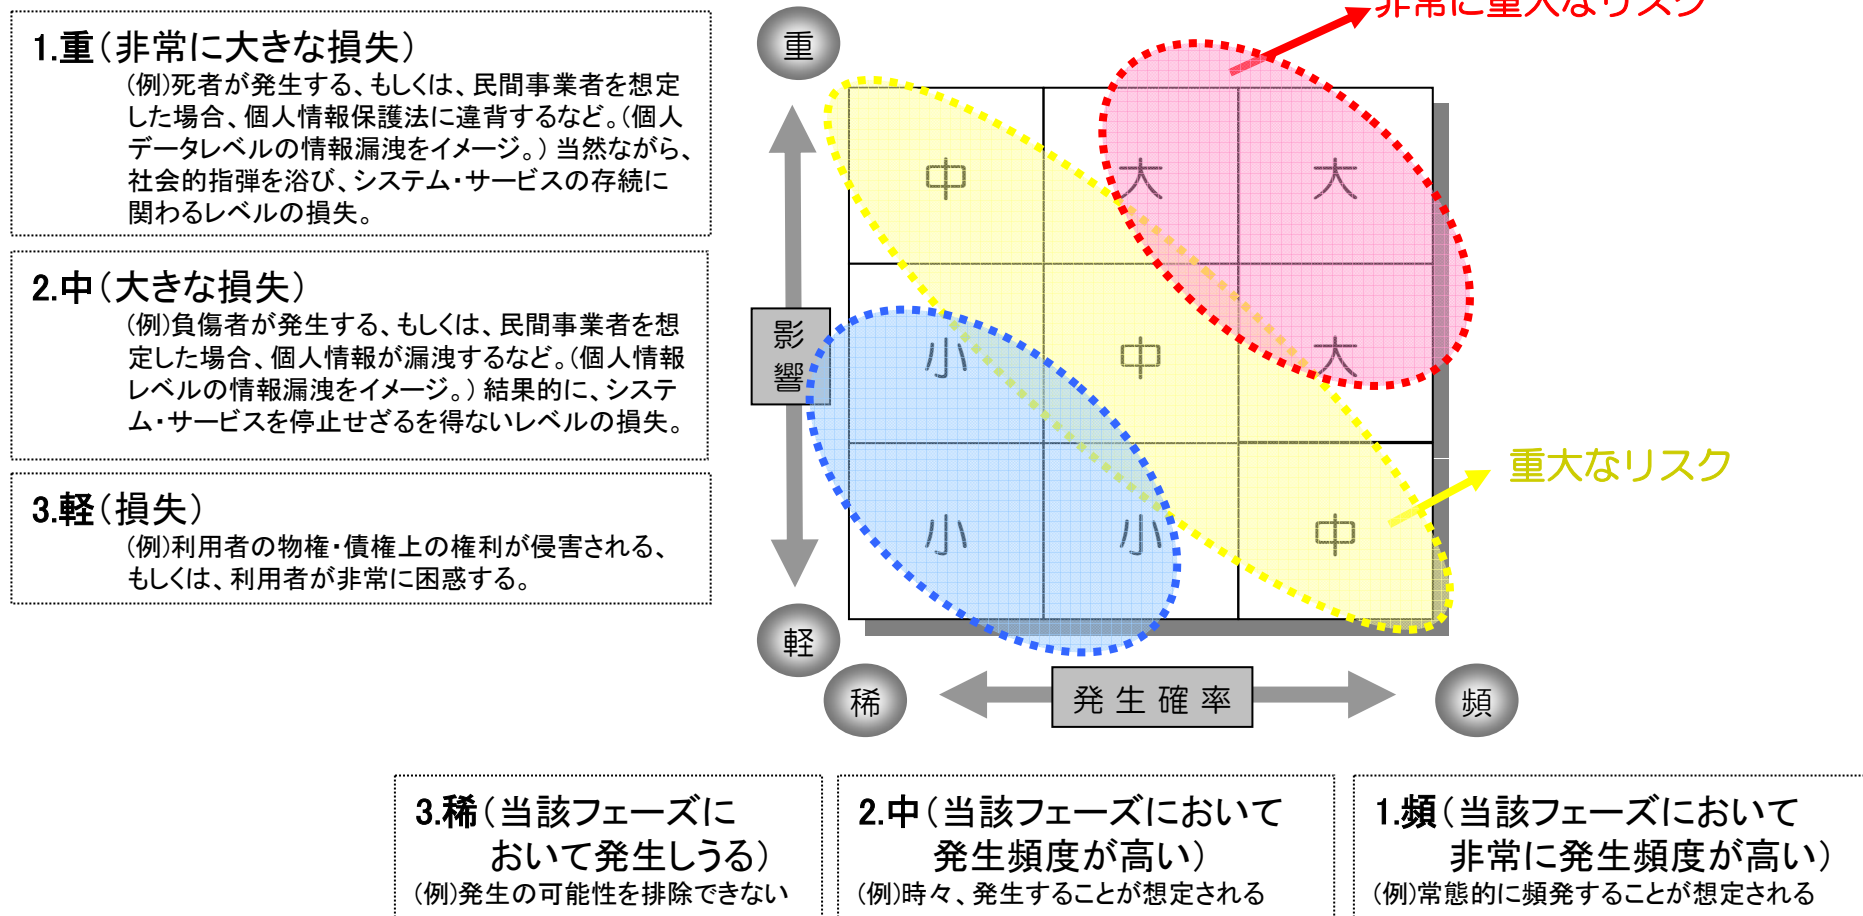 1.重(非常に大きな損失)
(例)死者が発生する、もしくは、民間事業者を想定
した場合、個人情報保護法に違背するなど。(個人
データレベルの情報漏洩をイメージ。)当然ながら、
社会的指弾を浴び、システム・サービスの存続に
関わるレベルの損失。
2.中(大きな損失)
(例)負傷者が発生する、もしくは、民間事業者を想
定した場合、個人情報が漏洩するなど。(個人情報
レベルの情報漏洩をイメージ。)結果的に、システ
ム・サービスを停止せざるを得ないレベルの損失。
3.軽(損失)
(例)利用者の物権・債権上の権利が侵害される、
もしくは、利用者が非常に困惑する。
非常に重大なリスク
重
中 大 大
影
響
小 中 大
重大なリスク
小 小 中
軽
稀
発生確率
頻
3.稀(当該フェーズに
おいて発生しうる)
(例)発生の可能性を排除できない
2.中(当該フェーズにおいて
発生頻度が高い)
(例)時々、発生することが想定される
1.頻(当該フェーズにおいて
非常に発生頻度が高い)
(例)常態的に頻発することが想定される